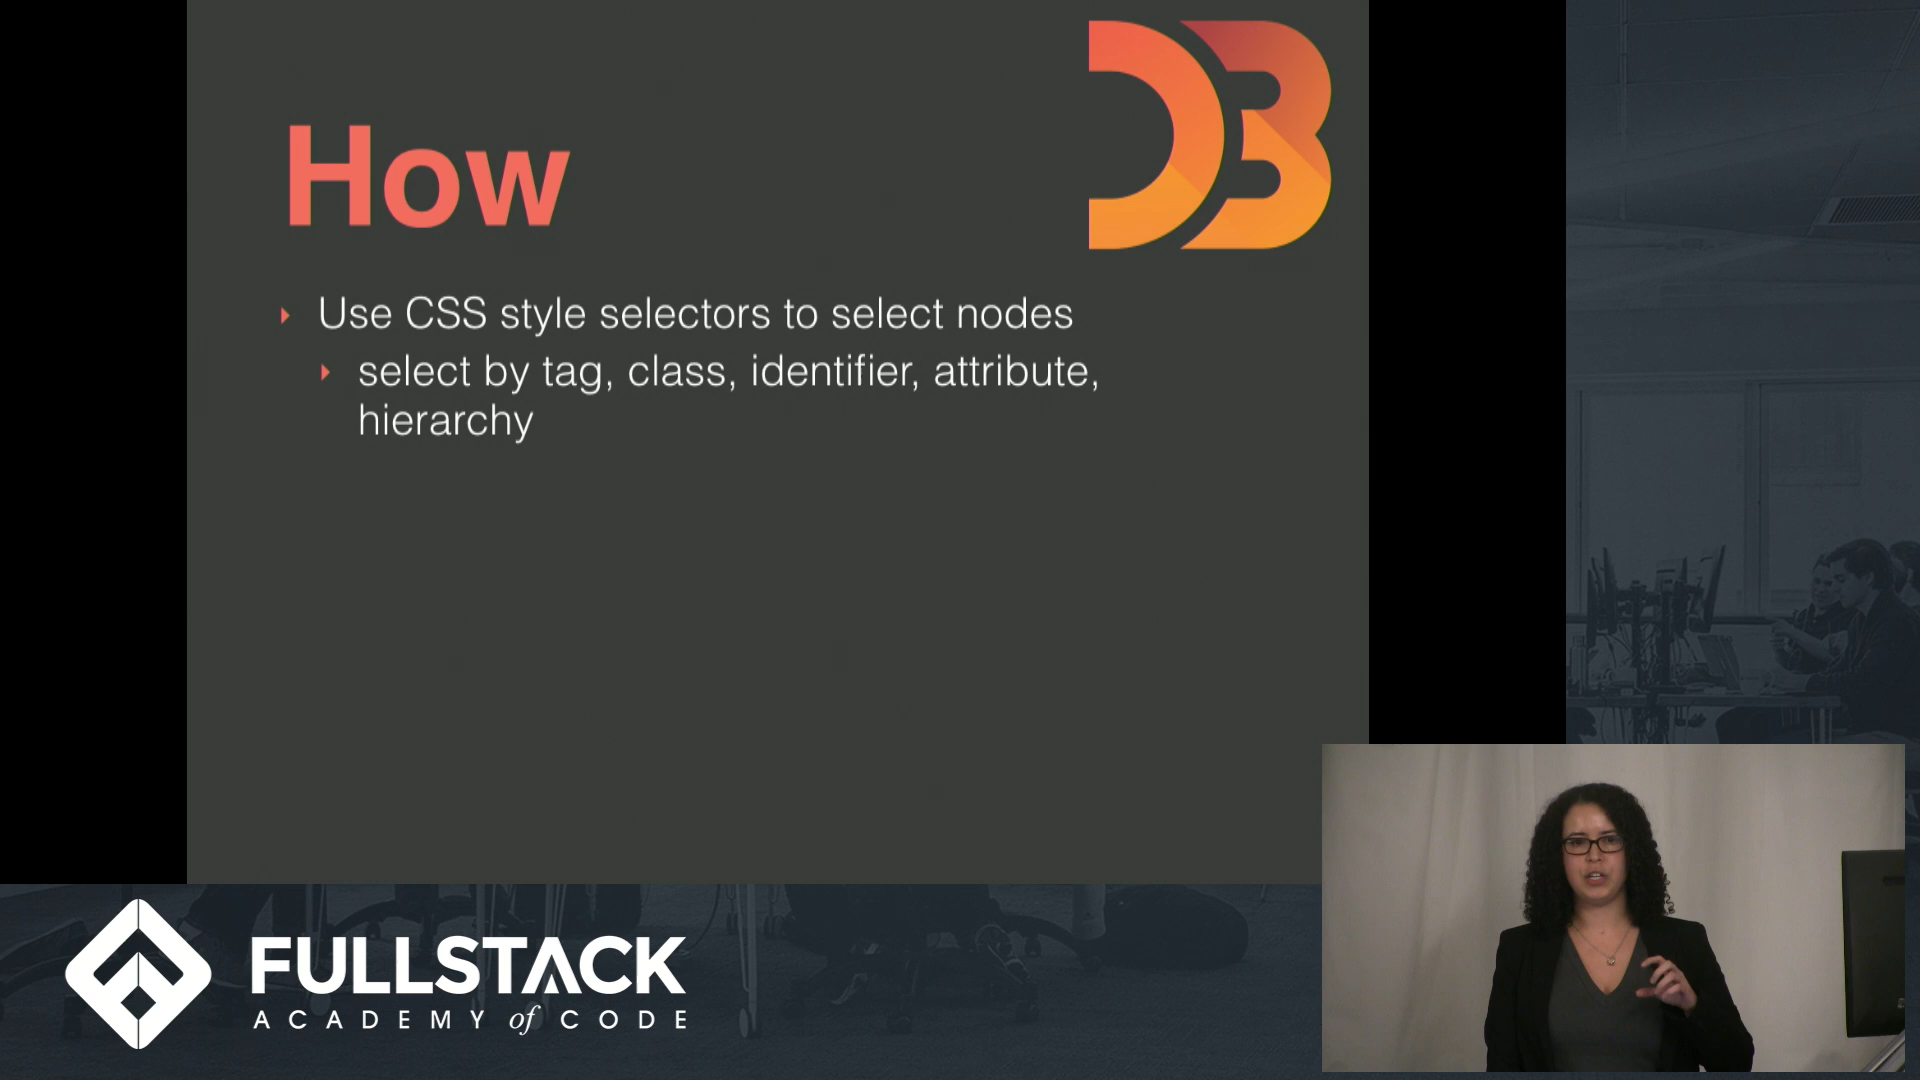 D3
How
Use CSS style selectors to select nodes
select by tag, class, identifier, attribute,
hierarchy
FULLSTACK
ACADEMY of CODE